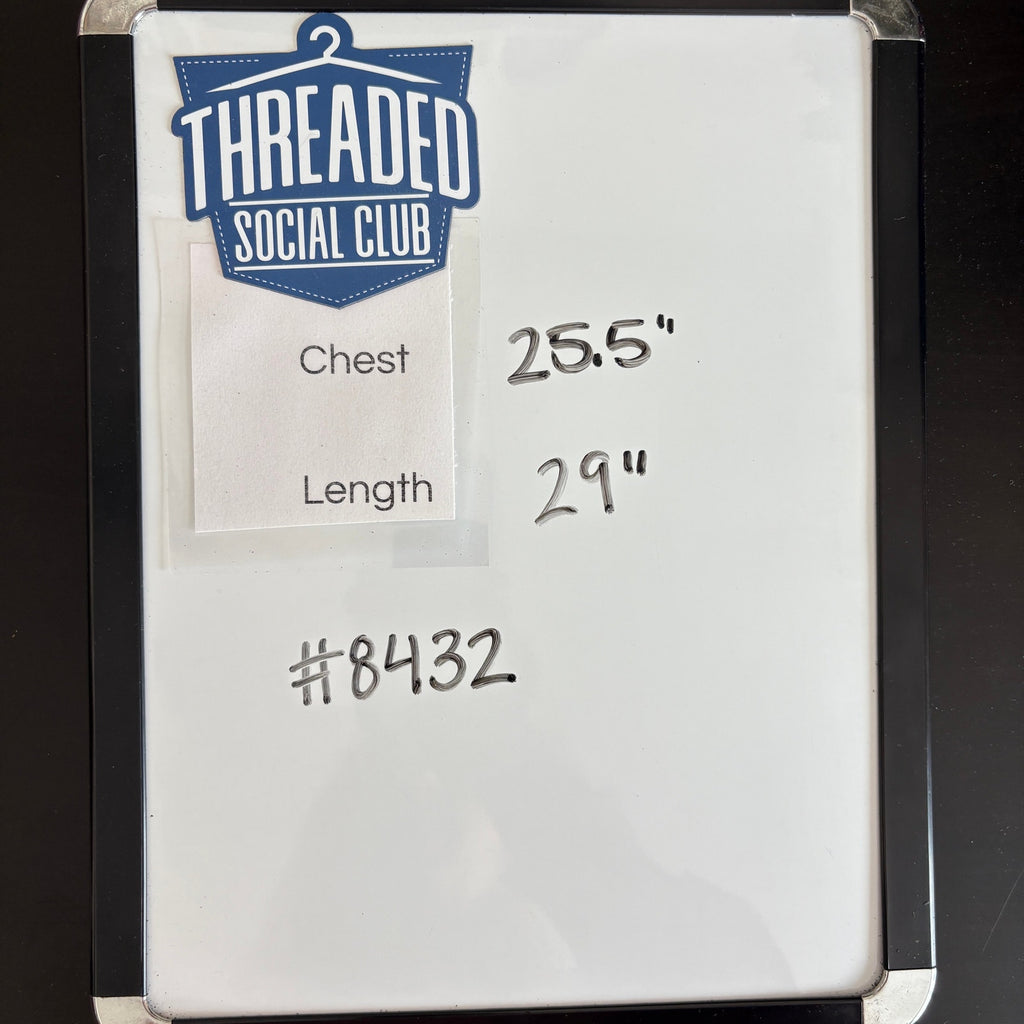 THREADED
SOCIAL CLUB
Chest 25.5"
Length 29"
#8432